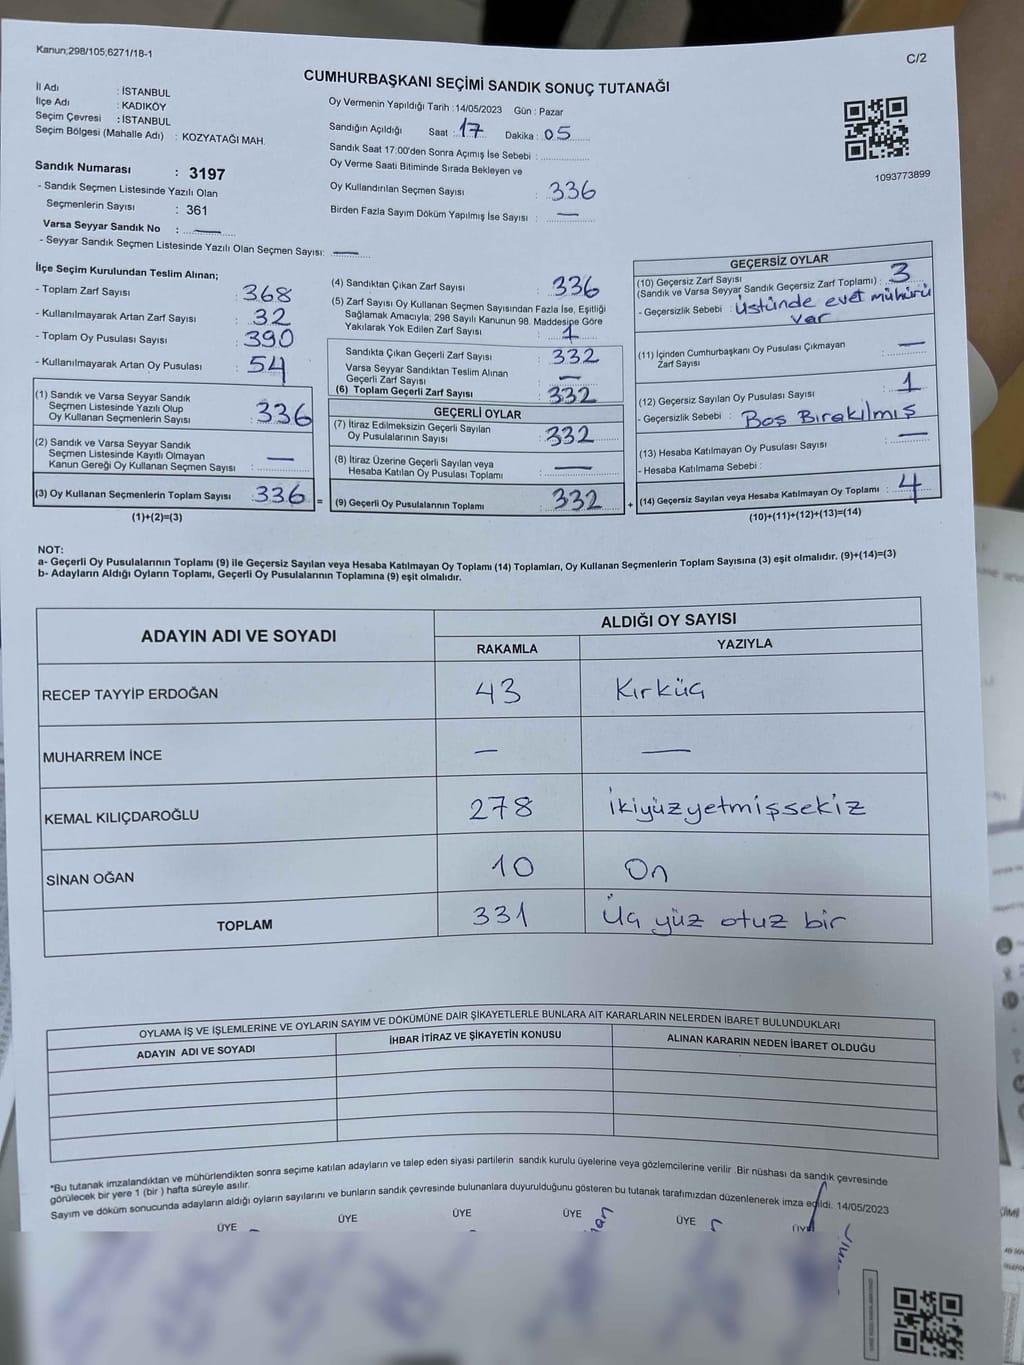 Kanun;298/105,6271/18-1
C/2
CUMHURBAŞKANI SEÇİMİ SANDIK SONUÇ TUTANAĞI
İl Adı : İSTANBUL
İlçe Adı : KADIKÖY
Seçim Çevresi : İSTANBUL
Seçim Bölgesi (Mahalle Adı) : KOZYATAĞI MAH.
Sandık Numarası : 3197
- Sandık Seçmen Listesinde Yazılı Olan
Seçmenlerin Sayısı : 361
Varsa Seyyar Sandık No : —
- Seyyar Sandık Seçmen Listesinde Yazılı Olan Seçmen Sayısı: —
Oy Vermenin Yapıldığı Tarih :14/05/2023 Gün : Pazar
Sandığın Açıldığı Saat : 17 Dakika : 05
Sandık Saat 17:00'den Sonra Açımış İse Sebebi :
Oy Verme Saati Bitiminde Sırada Bekleyen ve
Oy Kullandırılan Seçmen Sayısı : 336
Birden Fazla Sayım Döküm Yapılmış İse Sayısı : —
1093773899
İlçe Seçim Kurulundan Teslim Alınan;
- Toplam Zarf Sayısı : 368
- Kullanılmayarak Artan Zarf Sayısı : 32
- Toplam Oy Pusulası Sayısı : 390
- Kullanılmayarak Artan Oy Pusulası : 54
(1) Sandık ve Varsa Seyyar Sandık
Seçmen Listesinde Yazılı Olup
Oy Kullanan Seçmenlerin Sayısı : 336
(2) Sandık ve Varsa Seyyar Sandık
Seçmen Listesinde Kayıtlı Olmayan
Kanun Gereği Oy Kullanan Seçmen Sayısı : —
(3) Oy Kullanan Seçmenlerin Toplam Sayısı : 336 =
(1)+(2)=(3)
(4) Sandıktan Çıkan Zarf Sayısı : 336
(5) Zarf Sayısı Oy Kullanan Seçmen Sayısından Fazla İse, Eşitliği
Sağlamak Amacıyla; 298 Sayılı Kanunun 98. Maddesine Göre
Yakılarak Yok Edilen Zarf Sayısı : 1
Sandıkta Çıkan Geçerli Zarf Sayısı : 332
Varsa Seyyar Sandıktan Teslim Alınan
Geçerli Zarf Sayısı : —
(6) Toplam Geçerli Zarf Sayısı : 332
GEÇERLİ OYLAR
(7) İtiraz Edilmeksizin Geçerli Sayılan
Oy Pusulalarının Sayısı : 332
(8) İtiraz Üzerine Geçerli Sayılan veya
Hesaba Katılan Oy Pusulası Toplamı : —
(9) Geçerli Oy Pusulalarının Toplamı : 332 +
GEÇERSİZ OYLAR
(10) Geçersiz Zarf Sayısı
(Sandık ve Varsa Seyyar Sandık Geçersiz Zarf Toplamı) : 3
- Geçersizlik Sebebi : Üstünde evet mühürü
var
(11) İçinden Cumhurbaşkanı Oy Pusulası Çıkmayan
Zarf Sayısı : —
(12) Geçersiz Sayılan Oy Pusulası Sayısı : 1
- Geçersizlik Sebebi : Boş Bırakılmış
(13) Hesaba Katılmayan Oy Pusulası Sayısı : —
- Hesaba Katılmama Sebebi :
(14) Geçersiz Sayılan veya Hesaba Katılmayan Oy Toplamı : 4
(10)+(11)+(12)+(13)=(14)
NOT:
a- Geçerli Oy Pusulalarının Toplamı (9) ile Geçersiz Sayılan veya Hesaba Katılmayan Oy Toplamı (14) Toplamları, Oy Kullanan Seçmenlerin Toplam Sayısına (3) eşit olmalıdır. (9)+(14)=(3)
b- Adayların Aldığı Oyların Toplamı, Geçerli Oy Pusulalarının Toplamına (9) eşit olmalıdır.
ADAYIN ADI VE SOYADI
ALDIĞI OY SAYISI
RAKAMLA YAZIYLA
RECEP TAYYİP ERDOĞAN 43 Kırküç
MUHARREM İNCE — —
KEMAL KILIÇDAROĞLU 278 İkiyüzyetmişsekiz
SİNAN OĞAN 10 On
TOPLAM 331 Üç yüz otuz bir
OYLAMA İŞ VE İŞLEMLERİNE VE OYLARIN SAYIM VE DÖKÜMÜNE DAİR ŞİKAYETLERLE BUNLARA AİT KARARLARIN NELERDEN İBARET BULUNDUKLARI
ADAYIN ADI VE SOYADI İHBAR İTİRAZ VE ŞİKAYETİN KONUSU ALINAN KARARIN NEDEN İBARET OLDUĞU
*Bu tutanak imzalandıktan ve mühürlendikten sonra seçime katılan adayların ve talep eden siyasi partilerin sandık kurulu üyelerine veya gözlemcilerine verilir .Bir nüshası da sandık çevresinde
görülecek bir yere 1 (bir ) hafta süreyle asılır.
Sayım ve döküm sonucunda adayların aldığı oyların sayılarını ve bunların sandık çevresinde bulunanlara duyurulduğunu gösteren bu tutanak tarafımızdan düzenlenerek imza edildi. 14/05/2023
ÜYE ÜYE ÜYE ÜYE ÜYE ÜYE